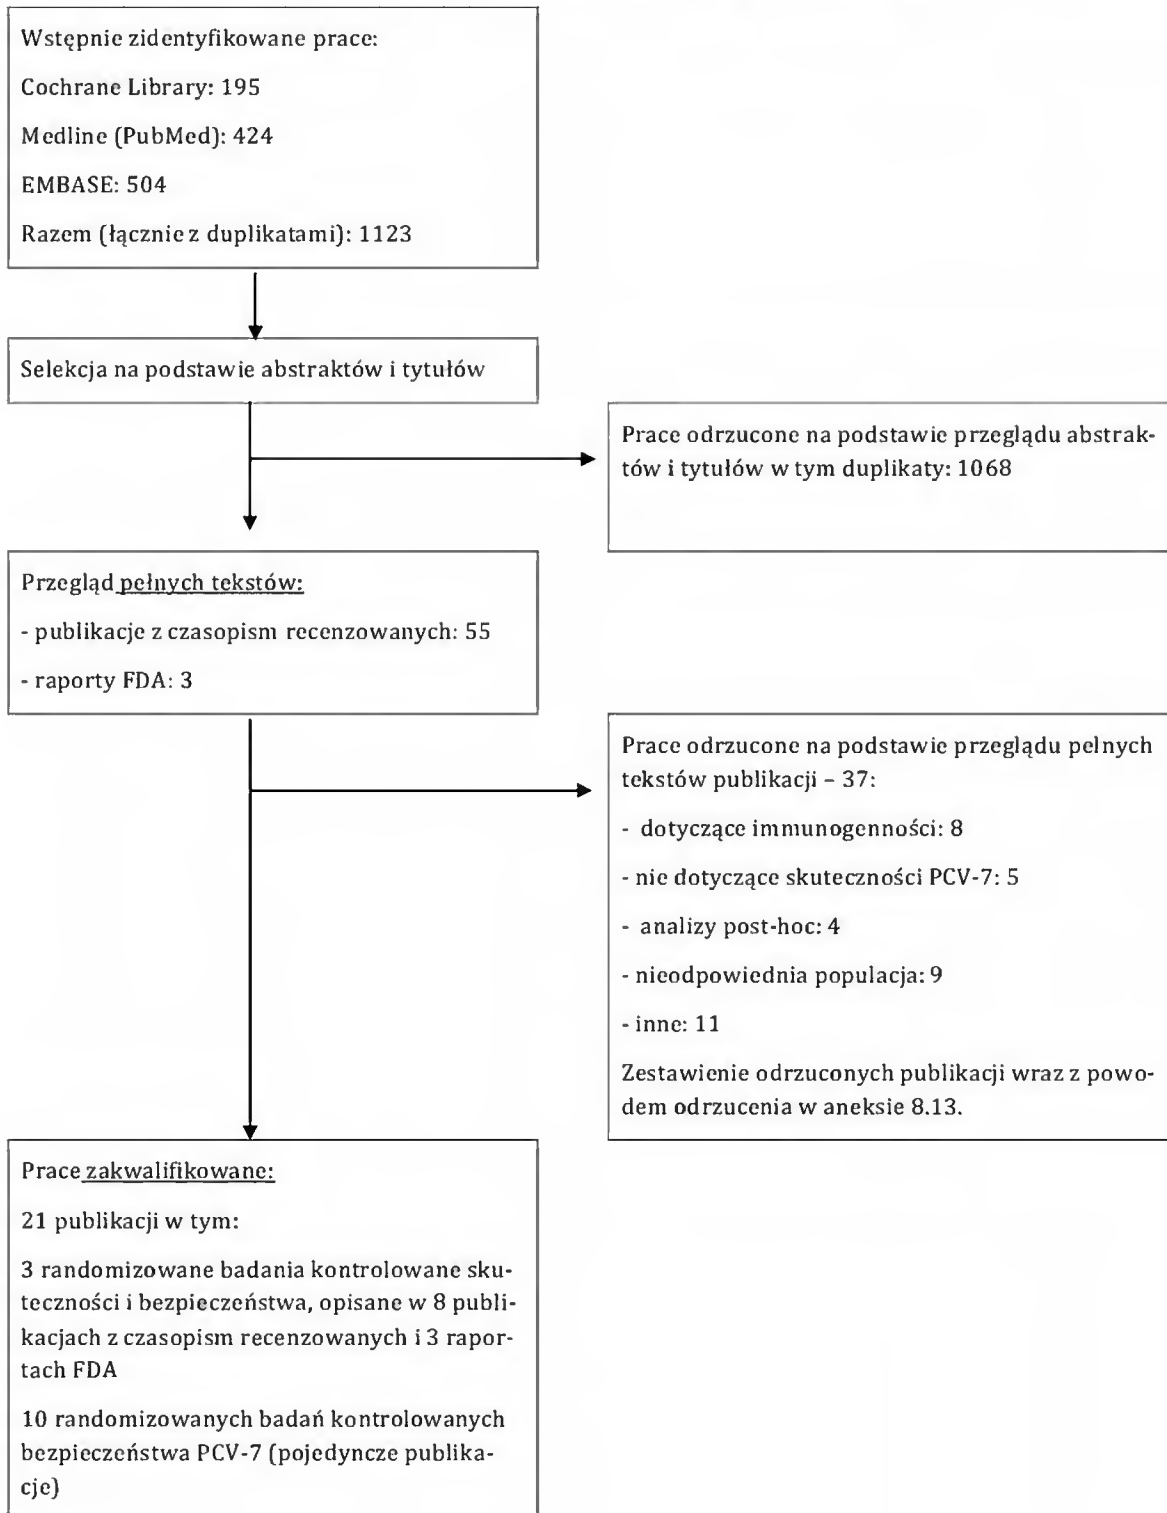 Wstępnie zidentyfikowane prace:
Cochrane Library: 195
Medline (PubMed): 424
EMBASE: 504
Razem (łącznie z duplikatami): 1123
Selekcja na podstawie abstraktów i tytułów
Prace odrzucone na podstawie przeglądu abstrak-
tów i tytułów w tym duplikaty: 1068
Przegląd pełnych tekstów:
- publikacje z czasopism recenzowanych: 55
- raporty FDA: 3
Prace odrzucone na podstawie przeglądu pełnych
tekstów publikacji – 37:
- dotyczące immunogenności: 8
- nie dotyczące skuteczności PCV-7: 5
- analizy post-hoc: 4
- nieodpowiednia populacja: 9
- inne: 11
Zestawienie odrzuconych publikacji wraz z powo-
dem odrzucenia w aneksie 8.13.
Prace zakwalifikowane:
21 publikacji w tym:
3 randomizowane badania kontrolowane sku-
teczności i bezpieczeństwa, opisane w 8 publi-
kacjach z czasopism recenzowanych i 3 rapor-
tach FDA
10 randomizowanych badań kontrolowanych
bezpieczeństwa PCV-7 (pojedyncze publika-
cje)